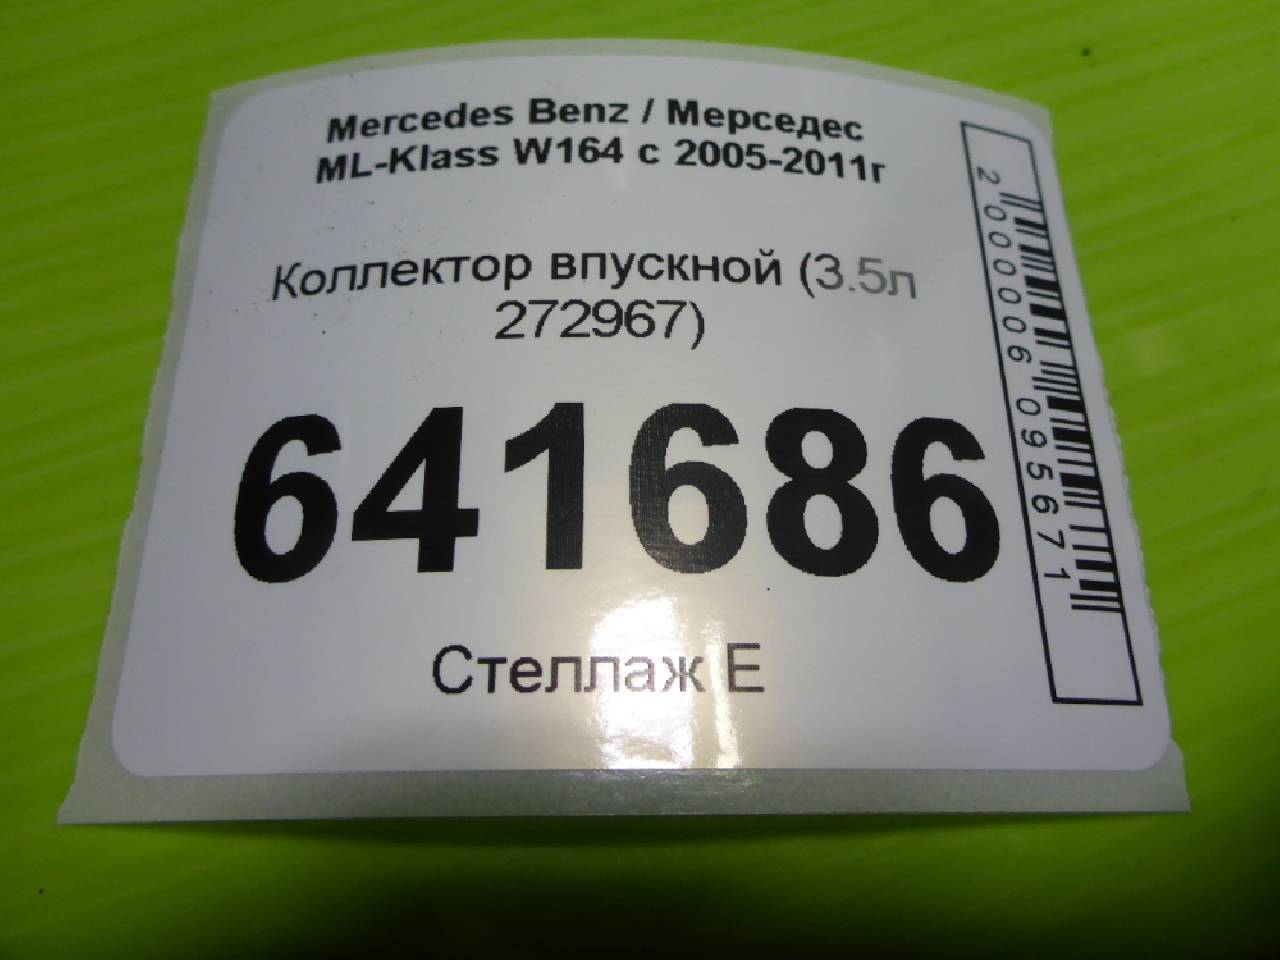 Mercedes Benz / Мерседес
ML-Klass W164 с 2005-2011г
Коллектор впускной (3.5л
272967)
641686
Стеллаж Е
2000006095671